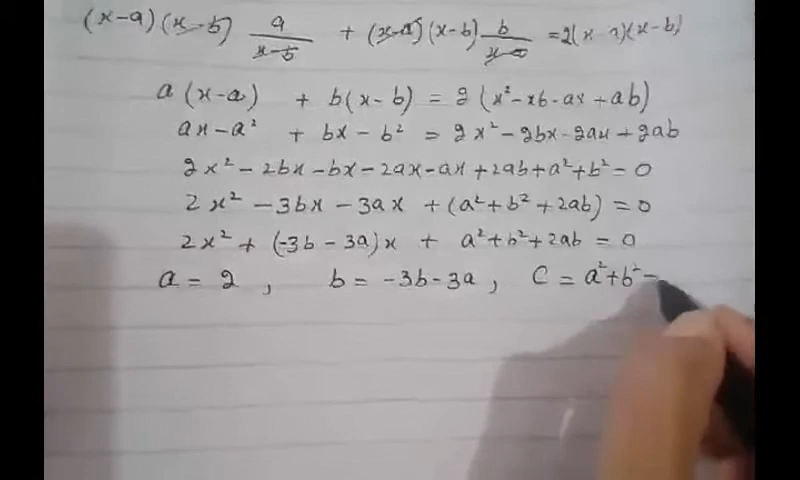 (x-a)(x-b) a/(x-b) + (x-a)(x-b) b/(x-a) = 2(x-a)(x-b)
a(x-a) + b(x-b) = 2(x²-xb-ax+ab)
ax-a² + bx-b² = 2x²-2bx-2ax+2ab
2x²-2bx-bx-2ax-ax+2ab+a²+b²=0
2x²-3bx-3ax+(a²+b²+2ab)=0
2x²+(-3b-3a)x + a²+b²+2ab=0
a=2, b=-3b-3a, C=a²+b²-